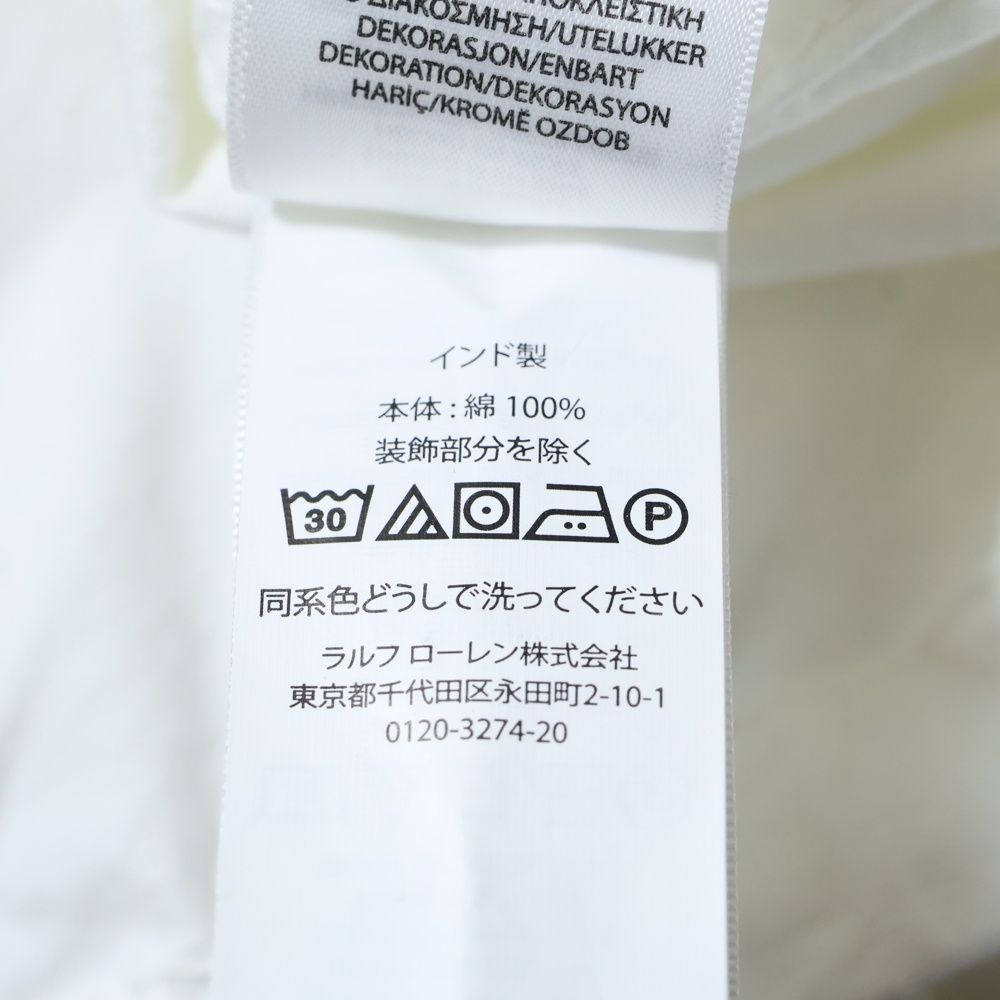 ΑΠΟΚΛΕΙΣΤΙΚΗ
ΔΙΑΚΟΣΜΗΣΗ/UTELUKKER
DEKORASJON/ENBART
DEKORATION/DEKORASYON
HARİÇ/KROMĚ OZDOB
インド製
本体 : 綿 100%
装飾部分を除く
30 P
同系色どうしで洗ってください
ラルフ ローレン株式会社
東京都千代田区永田町2-10-1
0120-3274-20